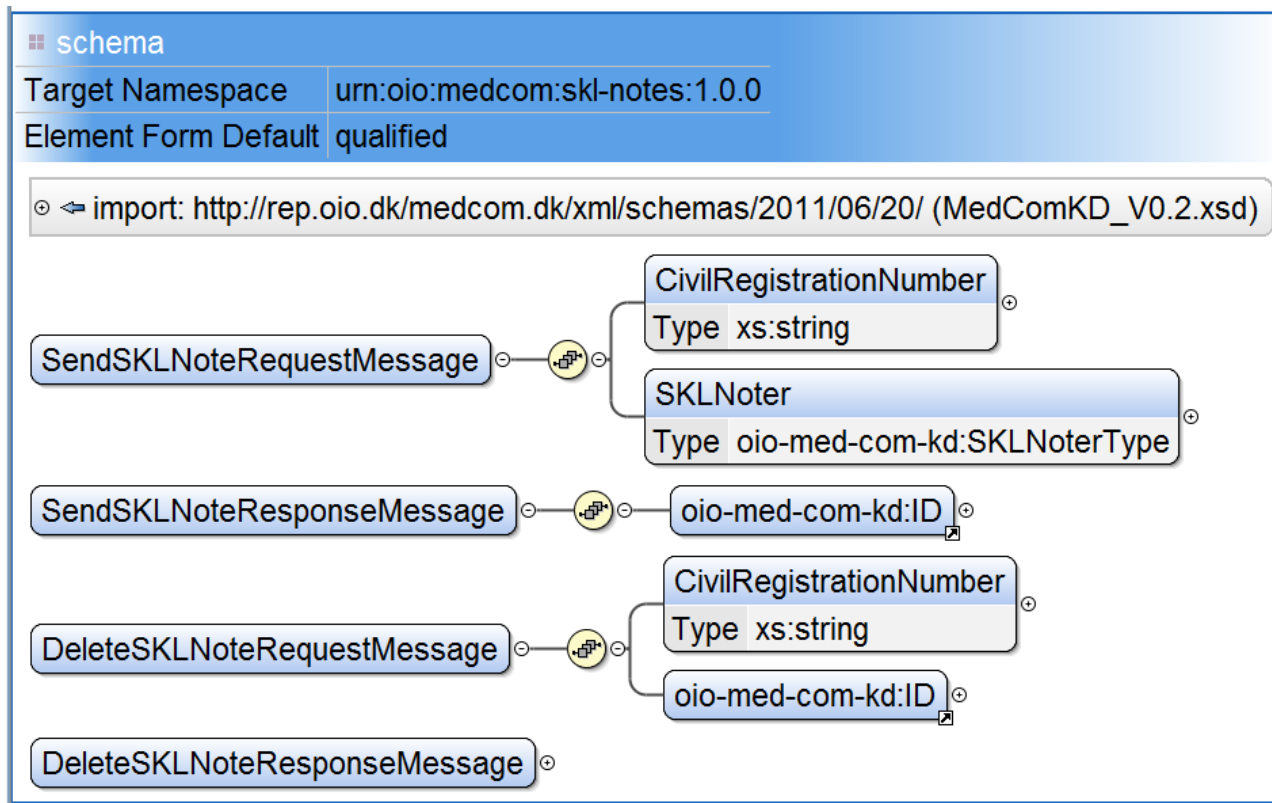 schema
Target Namespace urn:oio:medcom:skl-notes:1.0.0
Element Form Default qualified
import: http://rep.oio.dk/medcom.dk/xml/schemas/2011/06/20/ (MedComKD_V0.2.xsd)
SendSKLNoteRequestMessage
CivilRegistrationNumber
Type xs:string
SKLNoter
Type oio-med-com-kd:SKLNoterType
SendSKLNoteResponseMessage
oio-med-com-kd:ID
DeleteSKLNoteRequestMessage
CivilRegistrationNumber
Type xs:string
oio-med-com-kd:ID
DeleteSKLNoteResponseMessage